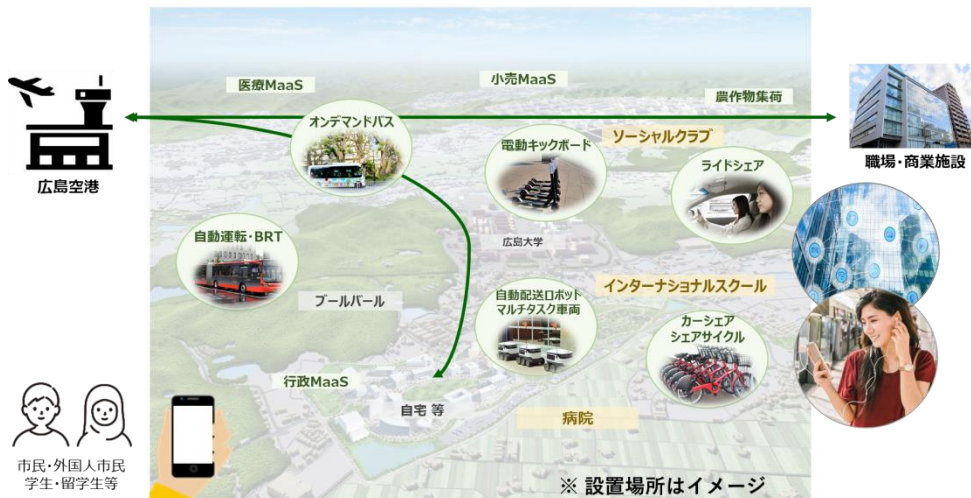 医療MaaS
小売MaaS
農作物集荷
オンデマンドバス
電動キックボード
ソーシャルクラブ
ライドシェア
広島空港
職場・商業施設
広島大学
自動運転・BRT
ブールバール
自動配送ロボット
マルチタスク車両
インターナショナルスクール
カーシェア
シェアサイクル
行政MaaS
自宅 等
病院
市民・外国人市民
学生・留学生等
※ 設置場所はイメージ